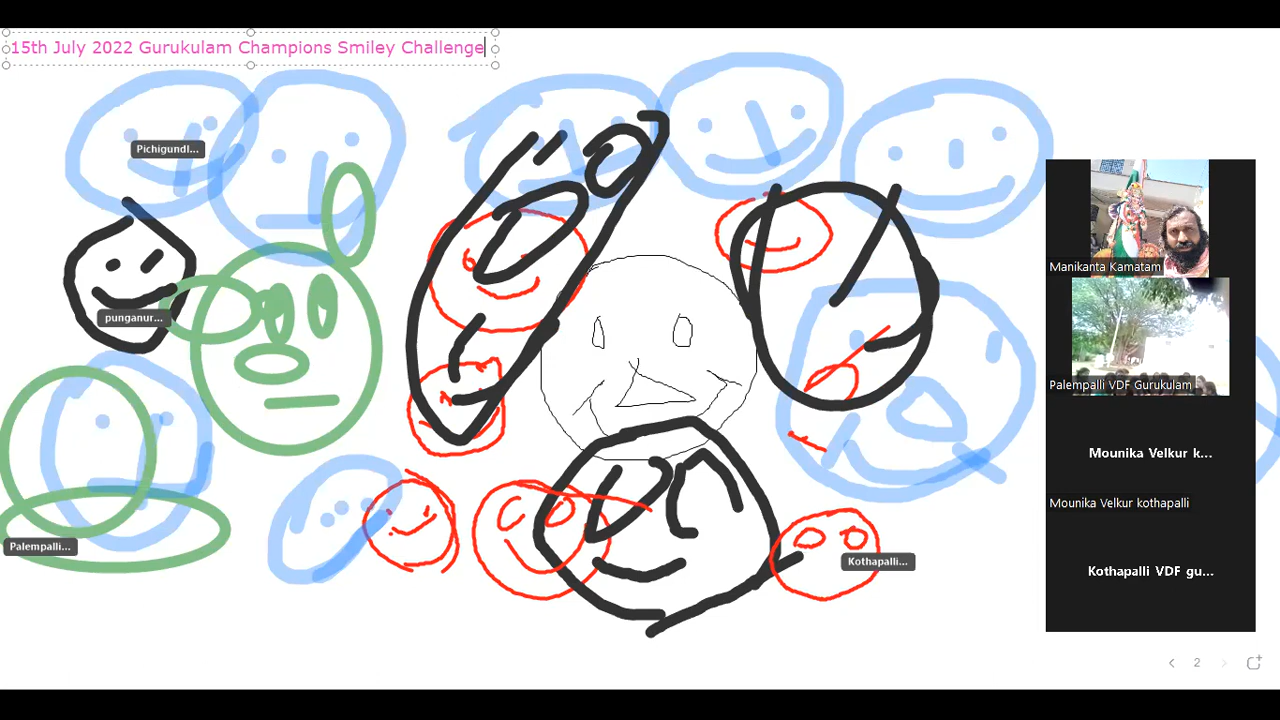 15th July 2022 Gurukulam Champions Smiley Challenge
Pichigundl...
punganur...
Palempalli...
Kothapalli...
Manikanta Kamatam
Palempalli VDF Gurukulam
Mounika Velkur k...
Mounika Velkur kothapalli
Kothapalli VDF gu...
2